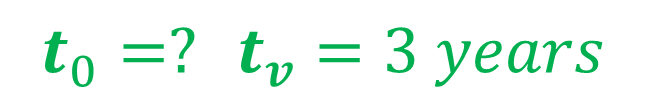 t₀ =? tᵥ = 3 years